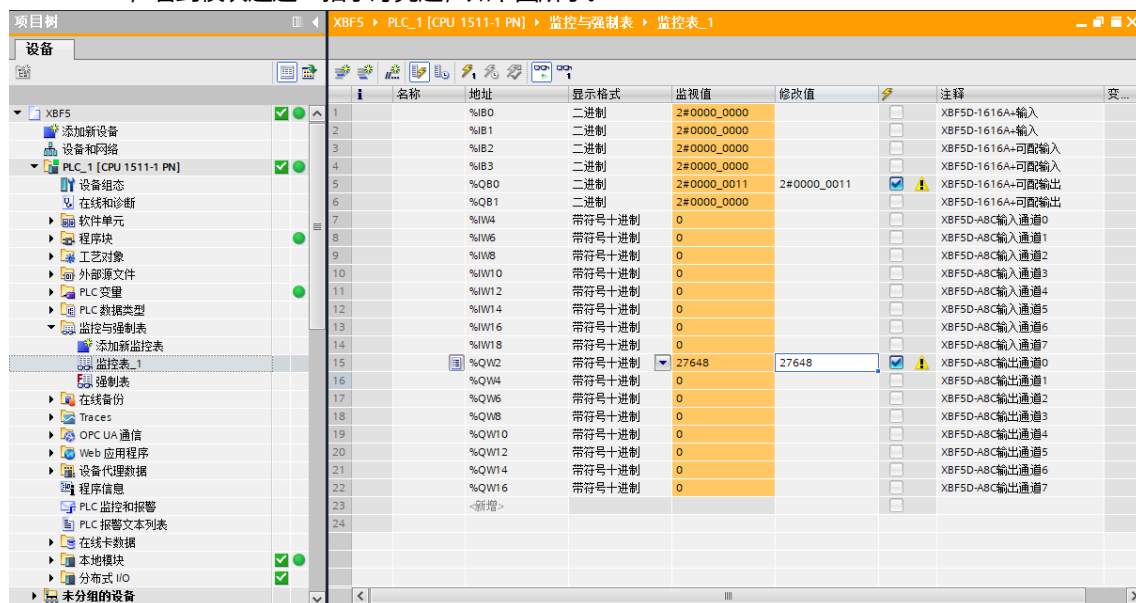 项目树
XBF5 ▸ PLC_1 [CPU 1511-1 PN] ▸ 监控与强制表 ▸ 监控表_1
设备
i 名称 地址 显示格式 监视值 修改值 注释 变...
XBF5
添加新设备
设备和网络
PLC_1 [CPU 1511-1 PN]
设备组态
在线和诊断
软件单元
程序块
工艺对象
外部源文件
PLC 变量
PLC 数据类型
监控与强制表
添加新监控表
监控表_1
强制表
在线备份
Traces
OPC UA 通信
Web 应用程序
设备代理数据
程序信息
PLC 监控和报警
PLC 报警文本列表
在线卡数据
本地模块
分布式 I/O
未分组的设备
1 %IB0 二进制 2#0000_0000 XBF5D-1616A+输入
2 %IB1 二进制 2#0000_0000 XBF5D-1616A+输入
3 %IB2 二进制 2#0000_0000 XBF5D-1616A+可配输入
4 %IB3 二进制 2#0000_0000 XBF5D-1616A+可配输入
5 %QB0 二进制 2#0000_0011 2#0000_0011 XBF5D-1616A+可配输出
6 %QB1 二进制 2#0000_0000 XBF5D-1616A+可配输出
7 %IW4 带符号十进制 0 XBF5D-A8C输入通道0
8 %IW6 带符号十进制 0 XBF5D-A8C输入通道1
9 %IW8 带符号十进制 0 XBF5D-A8C输入通道2
10 %IW10 带符号十进制 0 XBF5D-A8C输入通道3
11 %IW12 带符号十进制 0 XBF5D-A8C输入通道4
12 %IW14 带符号十进制 0 XBF5D-A8C输入通道5
13 %IW16 带符号十进制 0 XBF5D-A8C输入通道6
14 %IW18 带符号十进制 0 XBF5D-A8C输入通道7
15 %QW2 带符号十进制 27648 27648 XBF5D-A8C输出通道0
16 %QW4 带符号十进制 0 XBF5D-A8C输出通道1
17 %QW6 带符号十进制 0 XBF5D-A8C输出通道2
18 %QW8 带符号十进制 0 XBF5D-A8C输出通道3
19 %QW10 带符号十进制 0 XBF5D-A8C输出通道4
20 %QW12 带符号十进制 0 XBF5D-A8C输出通道5
21 %QW14 带符号十进制 0 XBF5D-A8C输出通道6
22 %QW16 带符号十进制 0 XBF5D-A8C输出通道7
23 <新增>
24